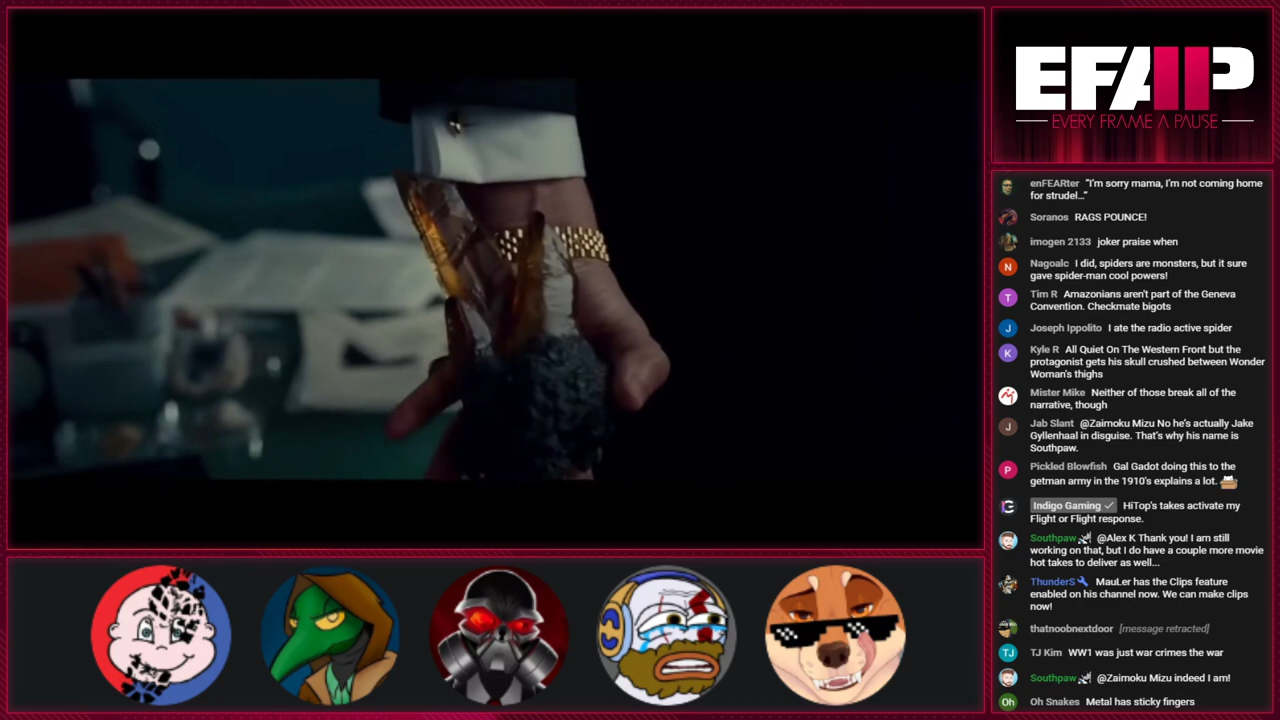 EFAP
EVERY FRAME A PAUSE
enFEARter “I'm sorry mama, I'm not coming home
for strudel...”
Soranos RAGS POUNCE!
imogen 2133 joker praise when
N
Nagoalc I did, spiders are monsters, but it sure
gave spider-man cool powers!
T
Tim R Amazonians aren't part of the Geneva
Convention. Checkmate bigots
J
Joseph Ippolito I ate the radio active spider
K
Kyle R All Quiet On The Western Front but the
protagonist gets his skull crushed between Wonder
Woman's thighs
Mister Mike Neither of those break all of the
narrative, though
J
Jab Slant @Zaimoku Mizu No he's actually Jake
Gyllenhaal in disguise. That's why his name is
Southpaw.
P
Pickled Blowfish Gal Gadot doing this to the
getman army in the 1910's explains a lot.
Indigo Gaming ✓ HiTop's takes activate my
Flight or Flight response.
Southpaw @Alex K Thank you! I am still
working on that, but I do have a couple more movie
hot takes to deliver as well...
ThunderS MauLer has the Clips feature
enabled on his channel now. We can make clips
now!
thatnoobnextdoor [message retracted]
TJ
TJ Kim WW1 was just war crimes the war
Southpaw @Zaimoku Mizu indeed I am!
Oh
Oh Snakes Metal has sticky fingers